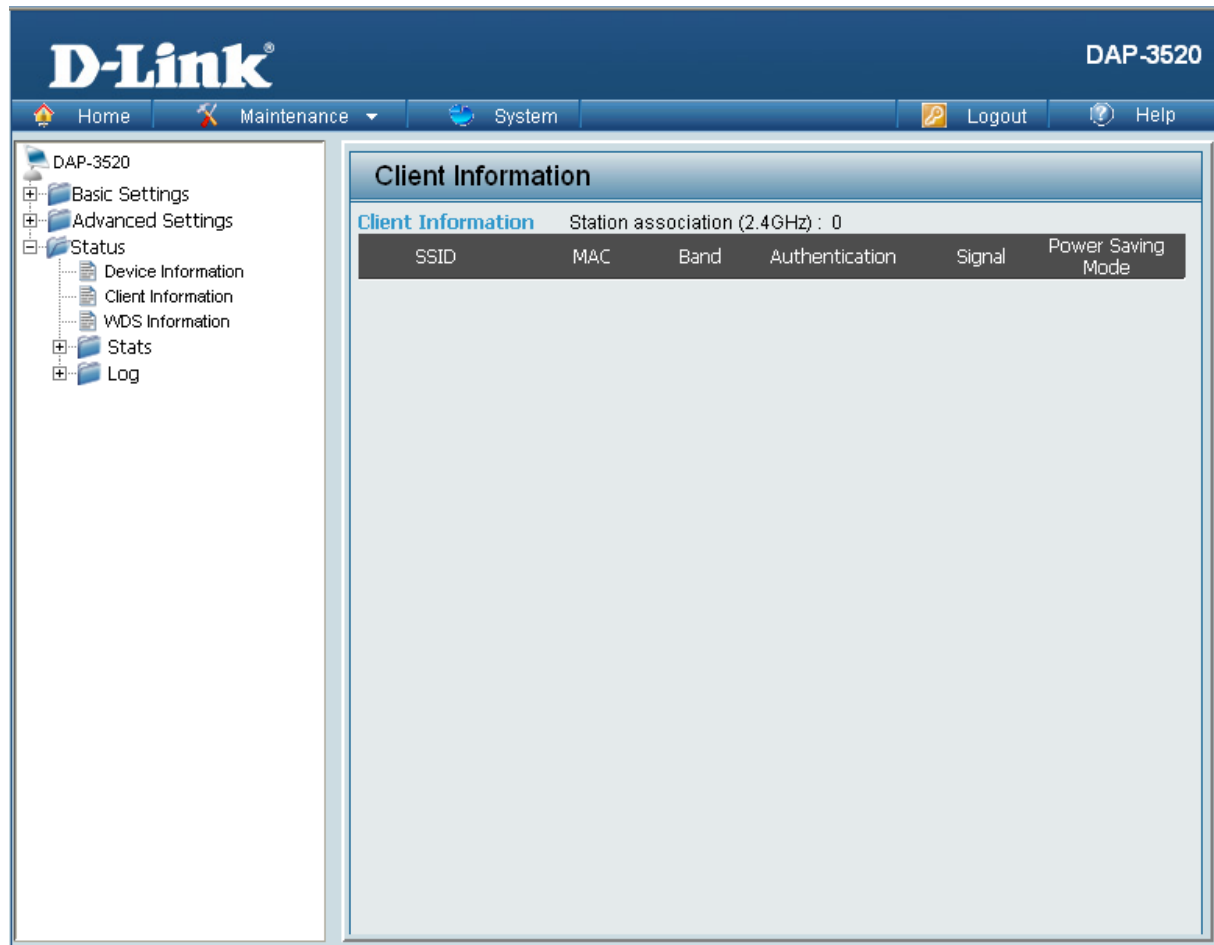 D-Link®
DAP-3520
Home Maintenance System Logout Help
DAP-3520
Basic Settings
Advanced Settings
Status
Device Information
Client Information
WDS Information
Stats
Log
Client Information
Client Information Station association (2.4GHz) : 0
SSID MAC Band Authentication Signal Power Saving Mode